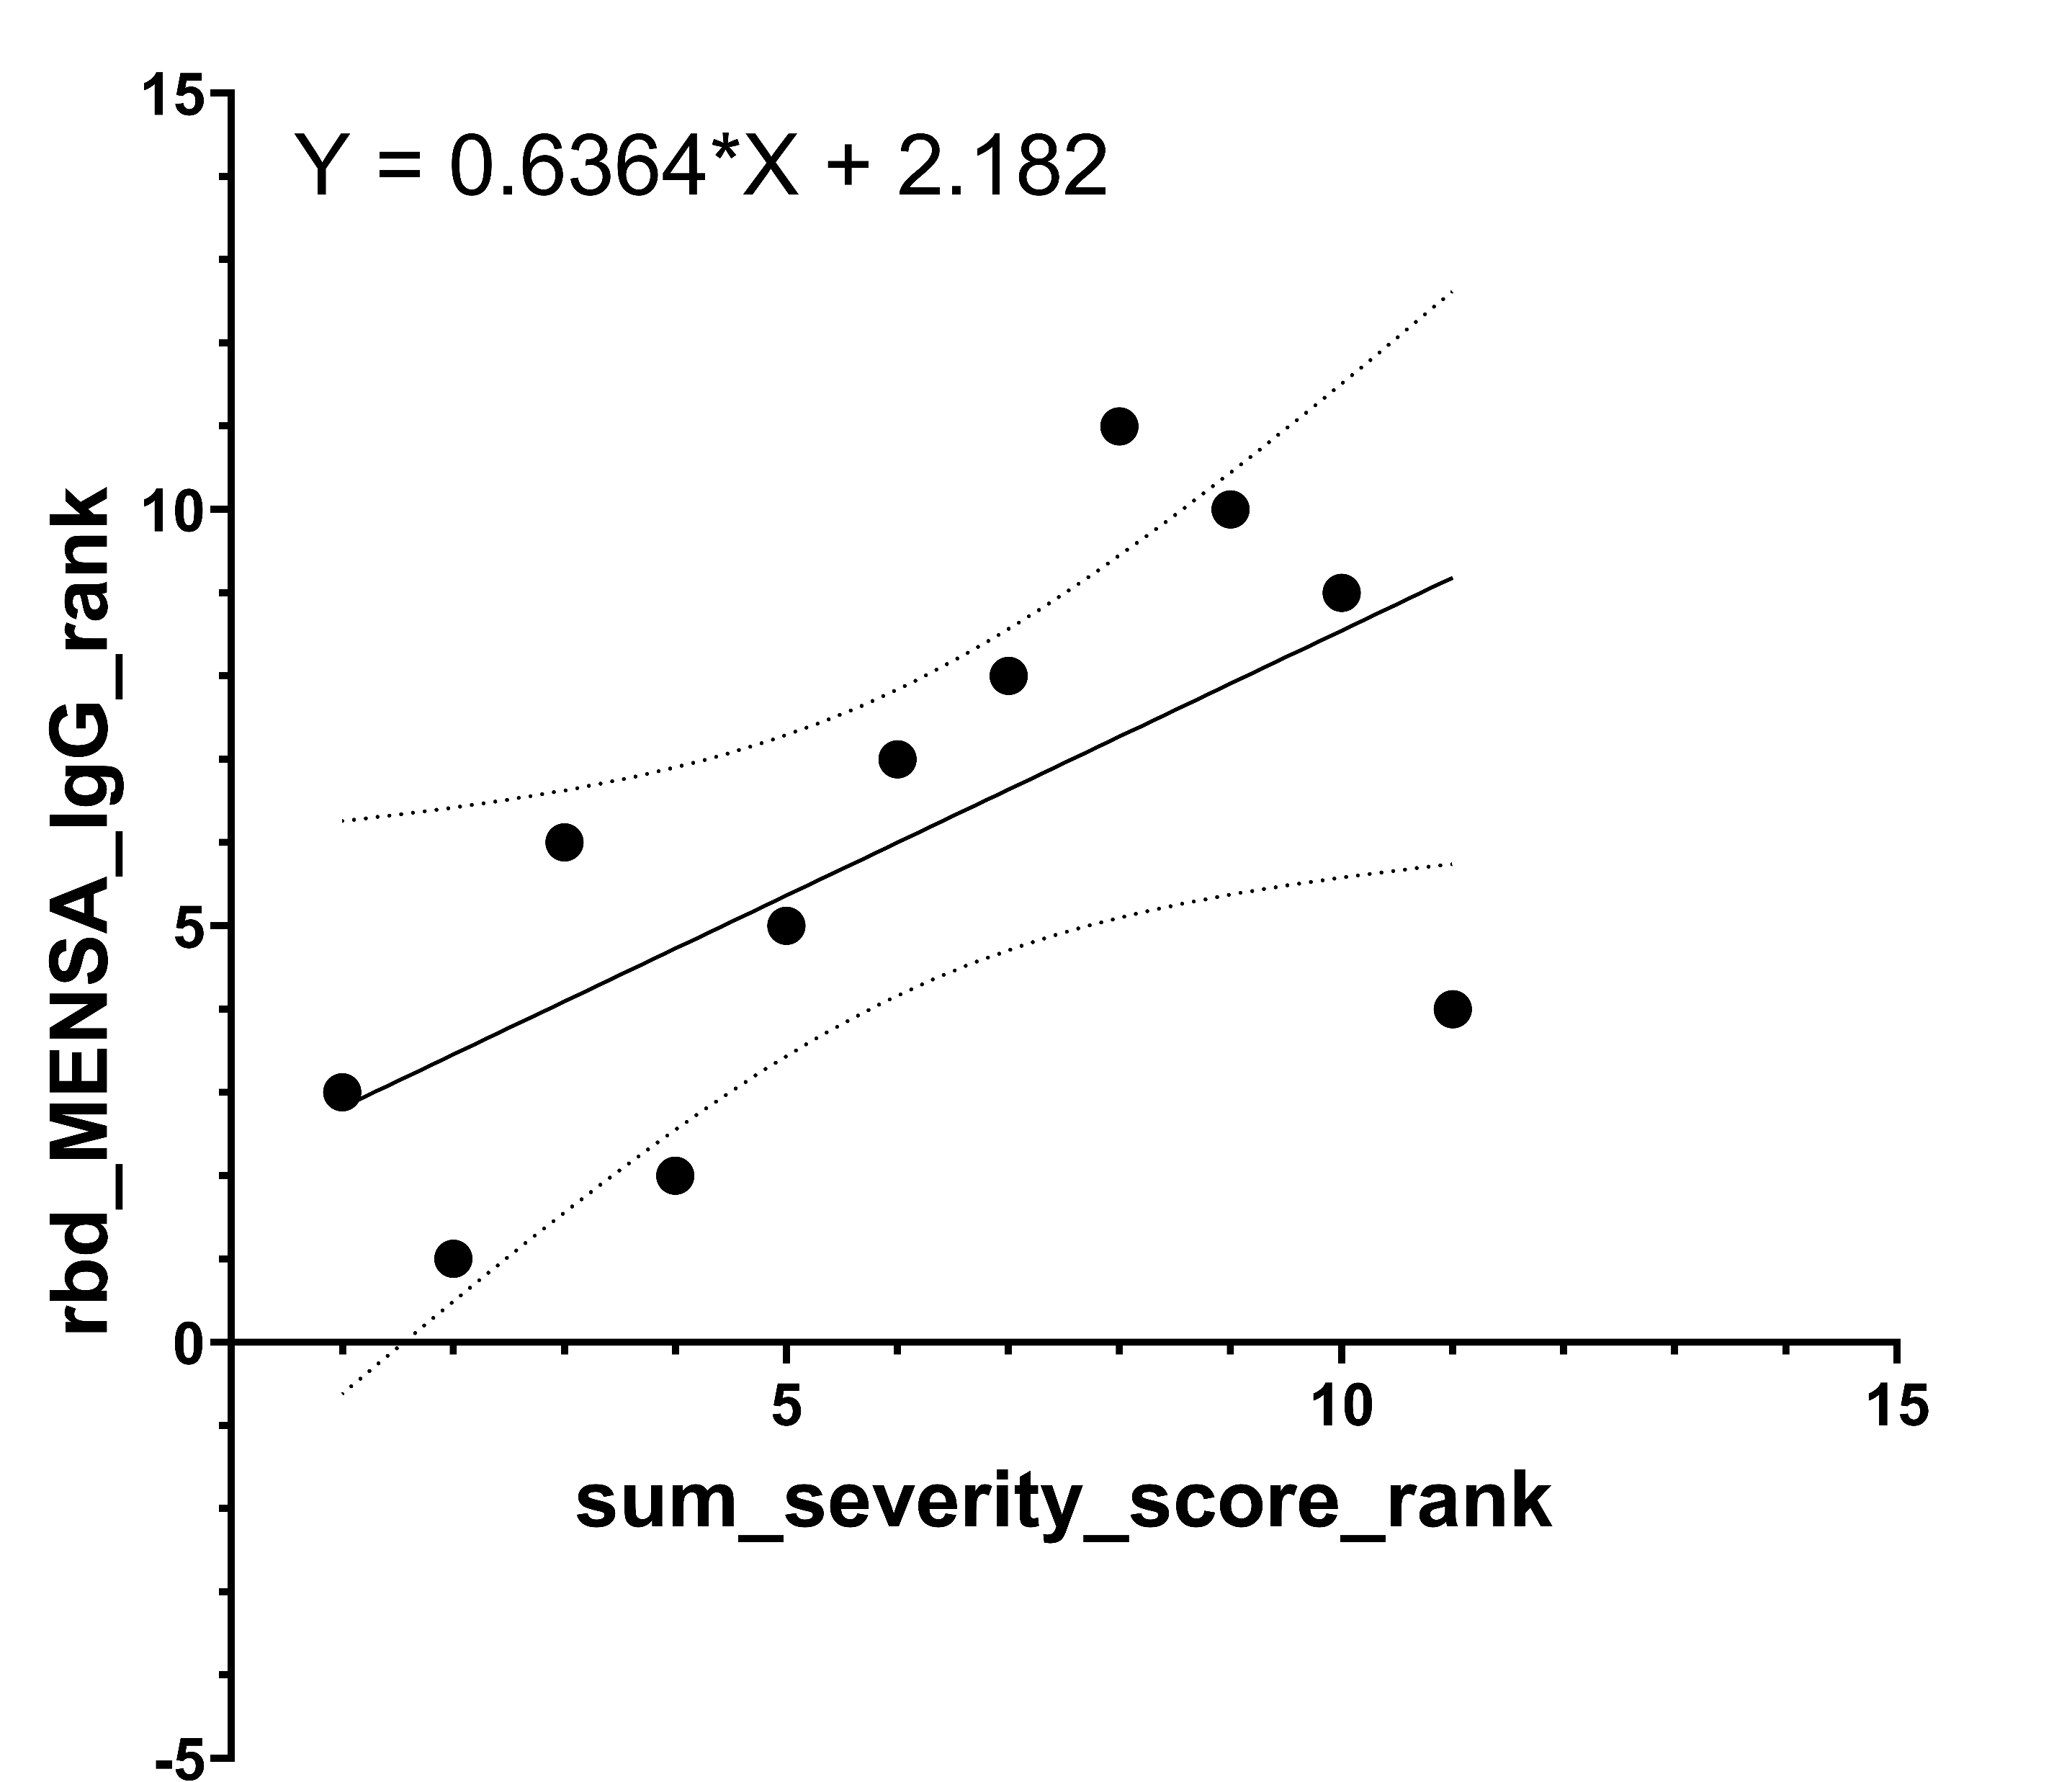 Y = 0.6364*X + 2.182
15
10
5
0
-5
rbd_MENSA_IgG_rank
5
10
15
sum_severity_score_rank